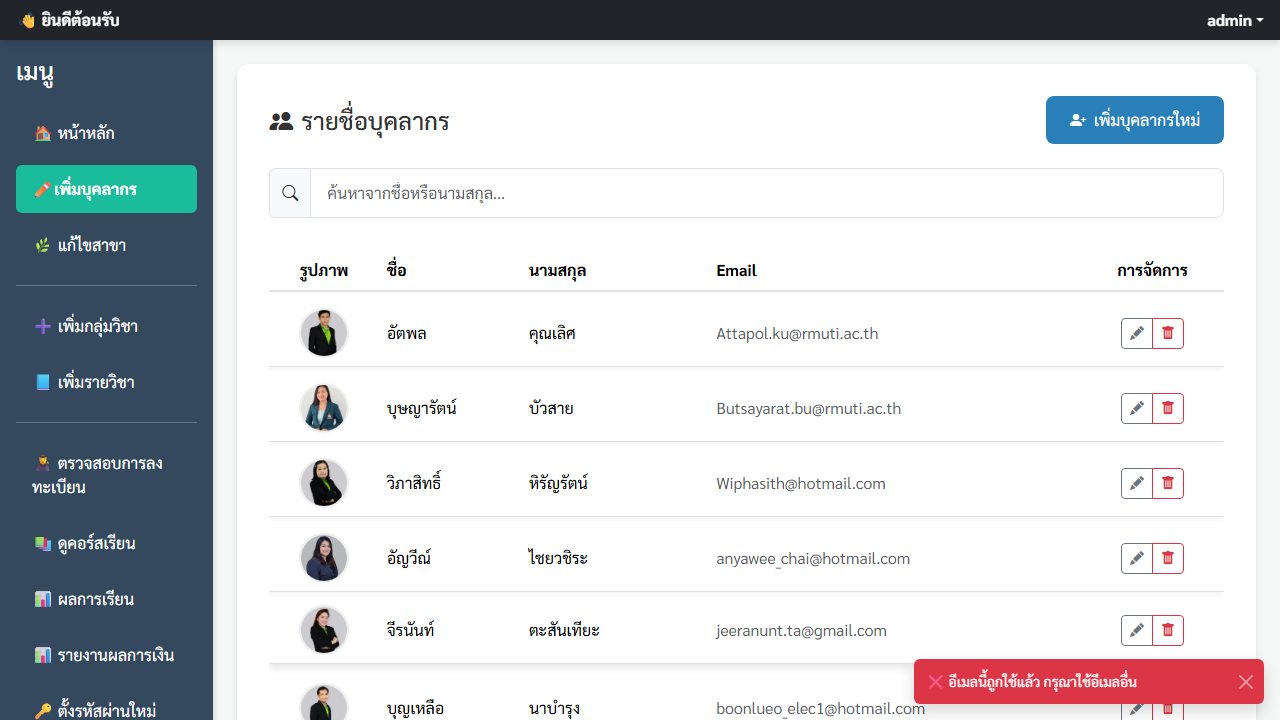 👋 ยินดีต้อนรับ
admin
เมนู
🏠 หน้าหลัก
เพิ่มบุคลากร
🌿 แก้ไขสาขา
➕ เพิ่มกลุ่มวิชา
📘 เพิ่มรายวิชา
ตรวจสอบการลง
ทะเบียน
📚 ดูคอร์สเรียน
📊 ผลการเรียน
📊 รายงานผลการเงิน
🔑 ตั้งรหัสผ่านใหม่
รายชื่อบุคลากร
เพิ่มบุคลากรใหม่
ค้นหาจากชื่อหรือนามสกุล...
รูปภาพ ชื่อ นามสกุล Email การจัดการ
อัตพล คุณเลิศ Attapol.ku@rmuti.ac.th
บุษญารัตน์ บัวสาย Butsayarat.bu@rmuti.ac.th
วิภาสิทธิ์ หิรัญรัตน์ Wiphasith@hotmail.com
อัญวีณ์ ไชยวชิระ anyawee_chai@hotmail.com
จีรนันท์ ตะสันเทียะ jeeranunt.ta@gmail.com
บุญเหลือ นาบำรุง boonlueo_elec1@hotmail.com
❌ อีเมลนี้ถูกใช้แล้ว กรุณาใช้อีเมลอื่น